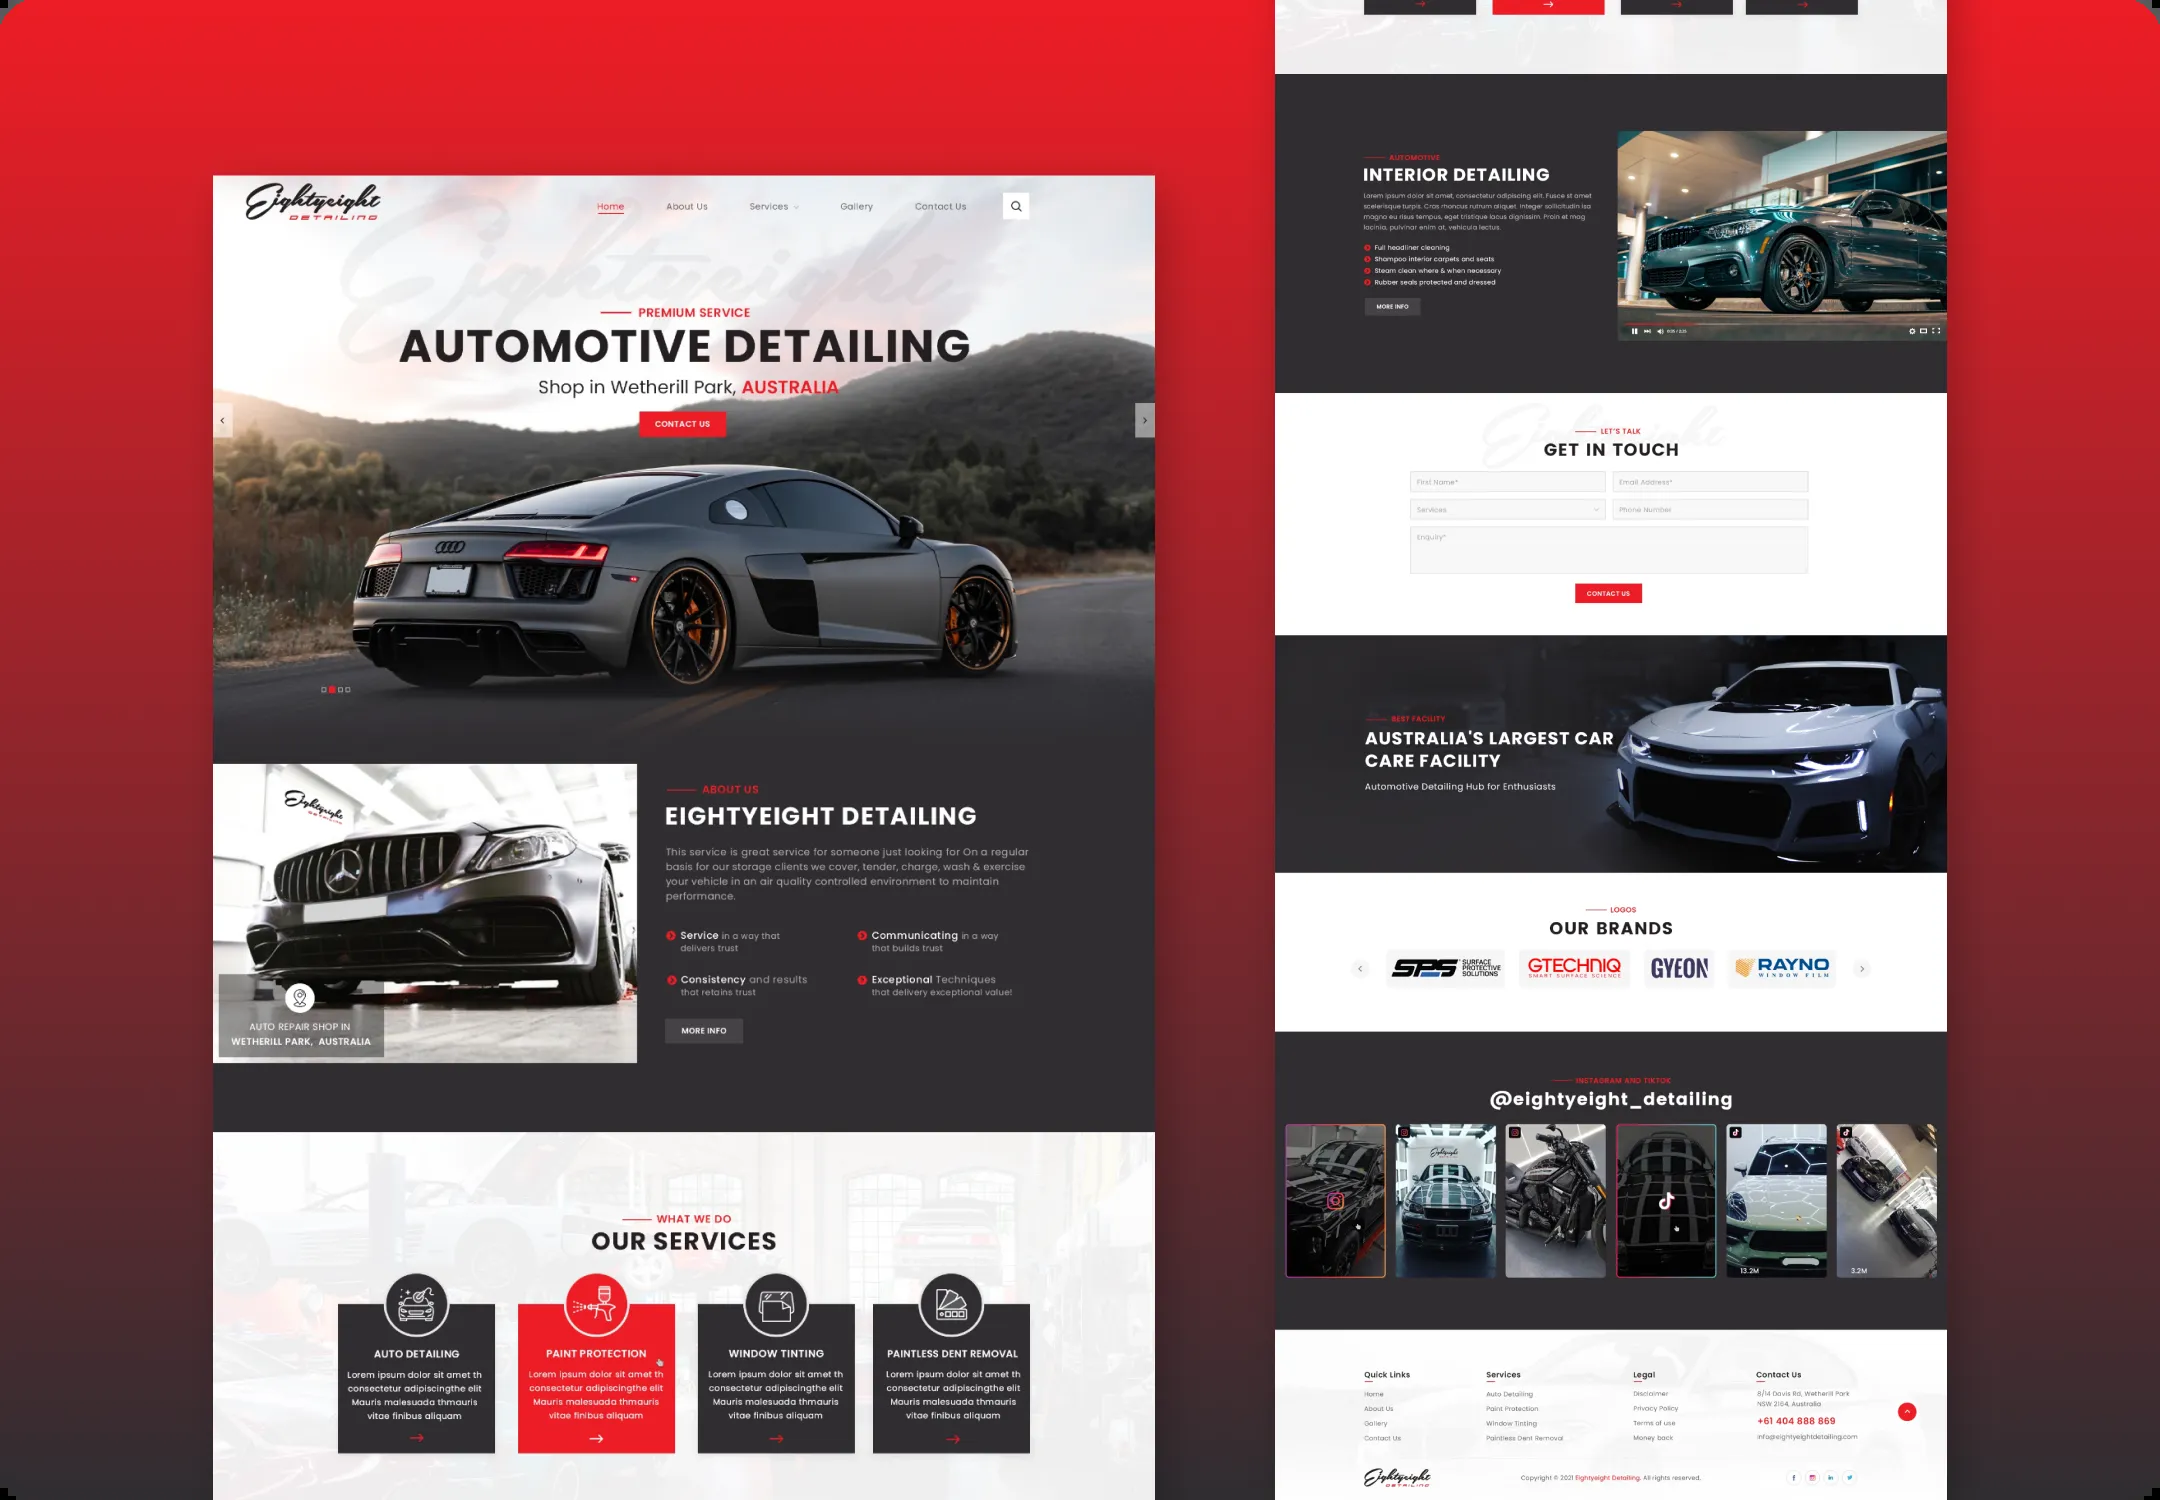 Eightyeight
DETAILING
Home
About Us
Services
Gallery
Contact Us
Eightyeight
PREMIUM SERVICE
AUTOMOTIVE DETAILING
Shop in Wetherill Park, AUSTRALIA
CONTACT US
Eightyeight
DETAILING
AUTO REPAIR SHOP IN
WETHERILL PARK, AUSTRALIA
ABOUT US
EIGHTYEIGHT DETAILING
This service is great service for someone just looking for On a regular
basis for our storage clients we cover, tender, charge, wash & exercise
your vehicle in an air quality controlled environment to maintain
performance.
Service in a way that
delivers trust
Communicating in a way
that builds trust
Consistency and results
that retains trust
Exceptional Techniques
that delivery exceptional value!
MORE INFO
WHAT WE DO
OUR SERVICES
AUTO DETAILING
Lorem ipsum dolor sit amet th
consectetur adipiscingthe elit
Mauris malesuada thmauris
vitae finibus aliquam
PAINT PROTECTION
Lorem ipsum dolor sit amet th
consectetur adipiscingthe elit
Mauris malesuada thmauris
vitae finibus aliquam
WINDOW TINTING
Lorem ipsum dolor sit amet th
consectetur adipiscingthe elit
Mauris malesuada thmauris
vitae finibus aliquam
PAINTLESS DENT REMOVAL
Lorem ipsum dolor sit amet th
consectetur adipiscingthe elit
Mauris malesuada thmauris
vitae finibus aliquam
AUTOMOTIVE
INTERIOR DETAILING
Lorem ipsum dolor sit amet, consectetur adipiscing elit. Fusce sit amet
scelerisque turpis. Cras rhoncus rutrum aliquet. Integer sollicitudin isa
magno eu risus tempus, eget tristique lacus dignissim. Proin et mag
lacinia, pulvinar enim at, vehicula lectus.
Full headliner cleaning
Shampoo interior carpets and seats
Steam clean where & when necessary
Rubber seals protected and dressed
MORE INFO
Eightyeight
LET'S TALK
GET IN TOUCH
First Name*
Email Address*
Services
Phone Number
Enquiry*
CONTACT US
BEST FACILITY
AUSTRALIA'S LARGEST CAR
CARE FACILITY
Automotive Detailing Hub for Enthusiasts
LOGOS
OUR BRANDS
SPS SURFACE
PROTECTIVE
SOLUTIONS
GTECHNIQ
SMART SURFACE SCIENCE
GYEON
RAYNO
WINDOW FILM
INSTAGRAM AND TIKTOK
@eightyeight_detailing
Eightyeight
13.2M
3.2M
Quick Links
Home
About Us
Gallery
Contact Us
Services
Auto Detailing
Paint Protection
Window Tinting
Paintless Dent Removal
Legal
Disclaimer
Privacy Policy
Terms of use
Money back
Contact Us
8/14 Davis Rd, Wetherill Park
NSW 2164, Australia
+61 404 888 869
info@eightyeightdetailing.com
Eightyeight
DETAILING
Copyright © 2021 Eightyeight Detailing. All rights reserved.